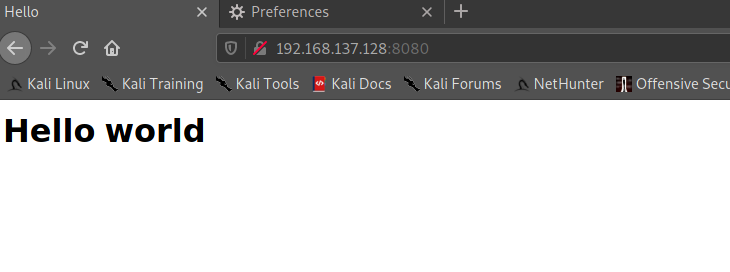 Hello Preferences
192.168.137.128:8080
Kali Linux Kali Training Kali Tools Kali Docs Kali Forums NetHunter Offensive Secu
Hello world